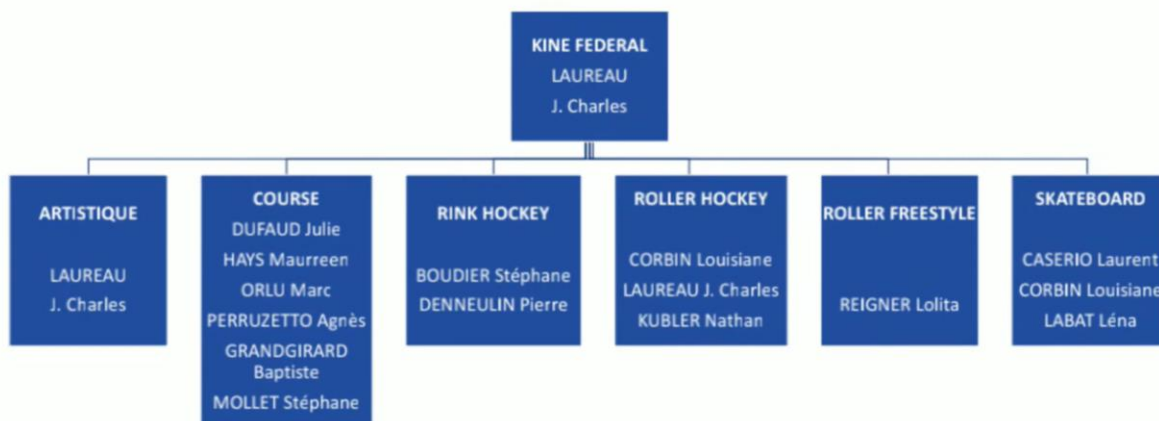 KINE FEDERAL
LAUREAU
J. Charles
ARTISTIQUE
LAUREAU
J. Charles
COURSE
DUFAUD Julie
HAYS Maurreen
ORLU Marc
PERRUZETTO Agnès
GRANDGIRARD
Baptiste
MOLLET Stéphane
RINK HOCKEY
BOUDIER Stéphane
DENNEULIN Pierre
ROLLER HOCKEY
CORBIN Louisiane
LAUREAU J. Charles
KUBLER Nathan
ROLLER FREESTYLE
REIGNER Lolita
SKATEBOARD
CASERIO Laurent
CORBIN Louisiane
LABAT Léna